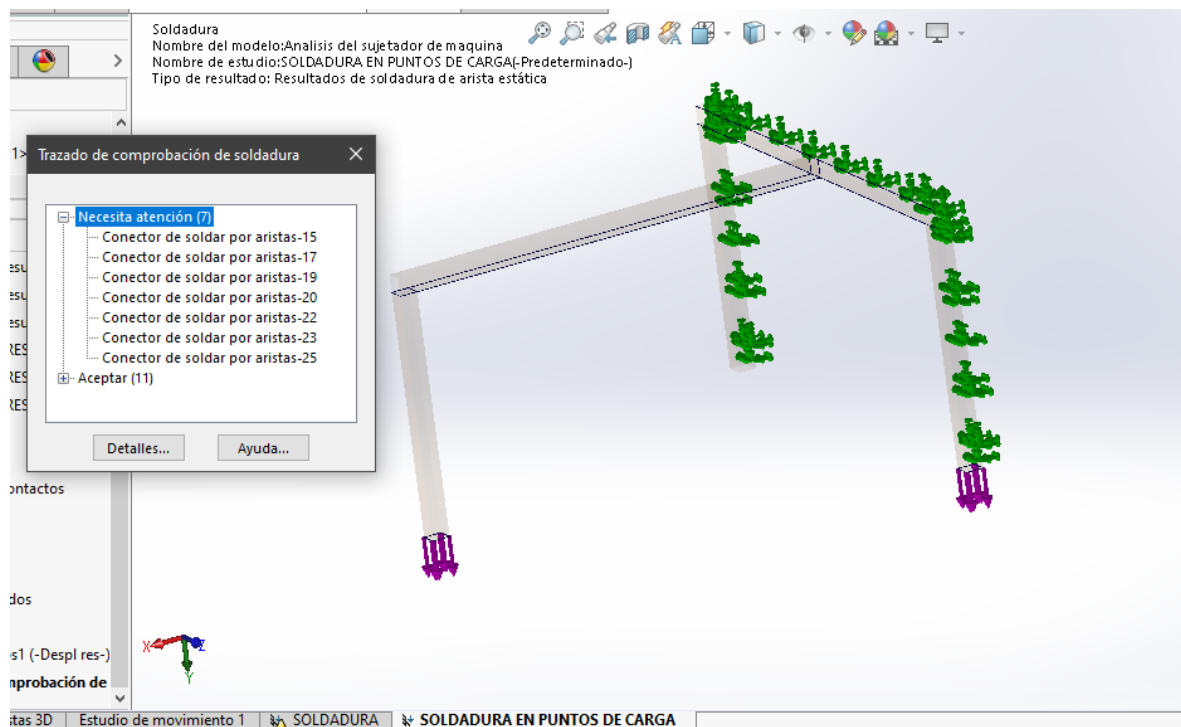 Soldadura
Nombre del modelo:Analisis del sujetador de maquina
Nombre de estudio:SOLDADURA EN PUNTOS DE CARGA(-Predeterminado-)
Tipo de resultado: Resultados de soldadura de arista estática
1>
Trazado de comprobación de soldadura
Necesita atención (7)
Conector de soldar por aristas-15
Conector de soldar por aristas-17
Conector de soldar por aristas-19
Conector de soldar por aristas-20
Conector de soldar por aristas-22
Conector de soldar por aristas-23
Conector de soldar por aristas-25
Aceptar (11)
Detalles...
Ayuda...
ontactos
dos
s1 (-Despl res-)
nprobación de
X
Z
Y
stas 3D
Estudio de movimiento 1
SOLDADURA
SOLDADURA EN PUNTOS DE CARGA